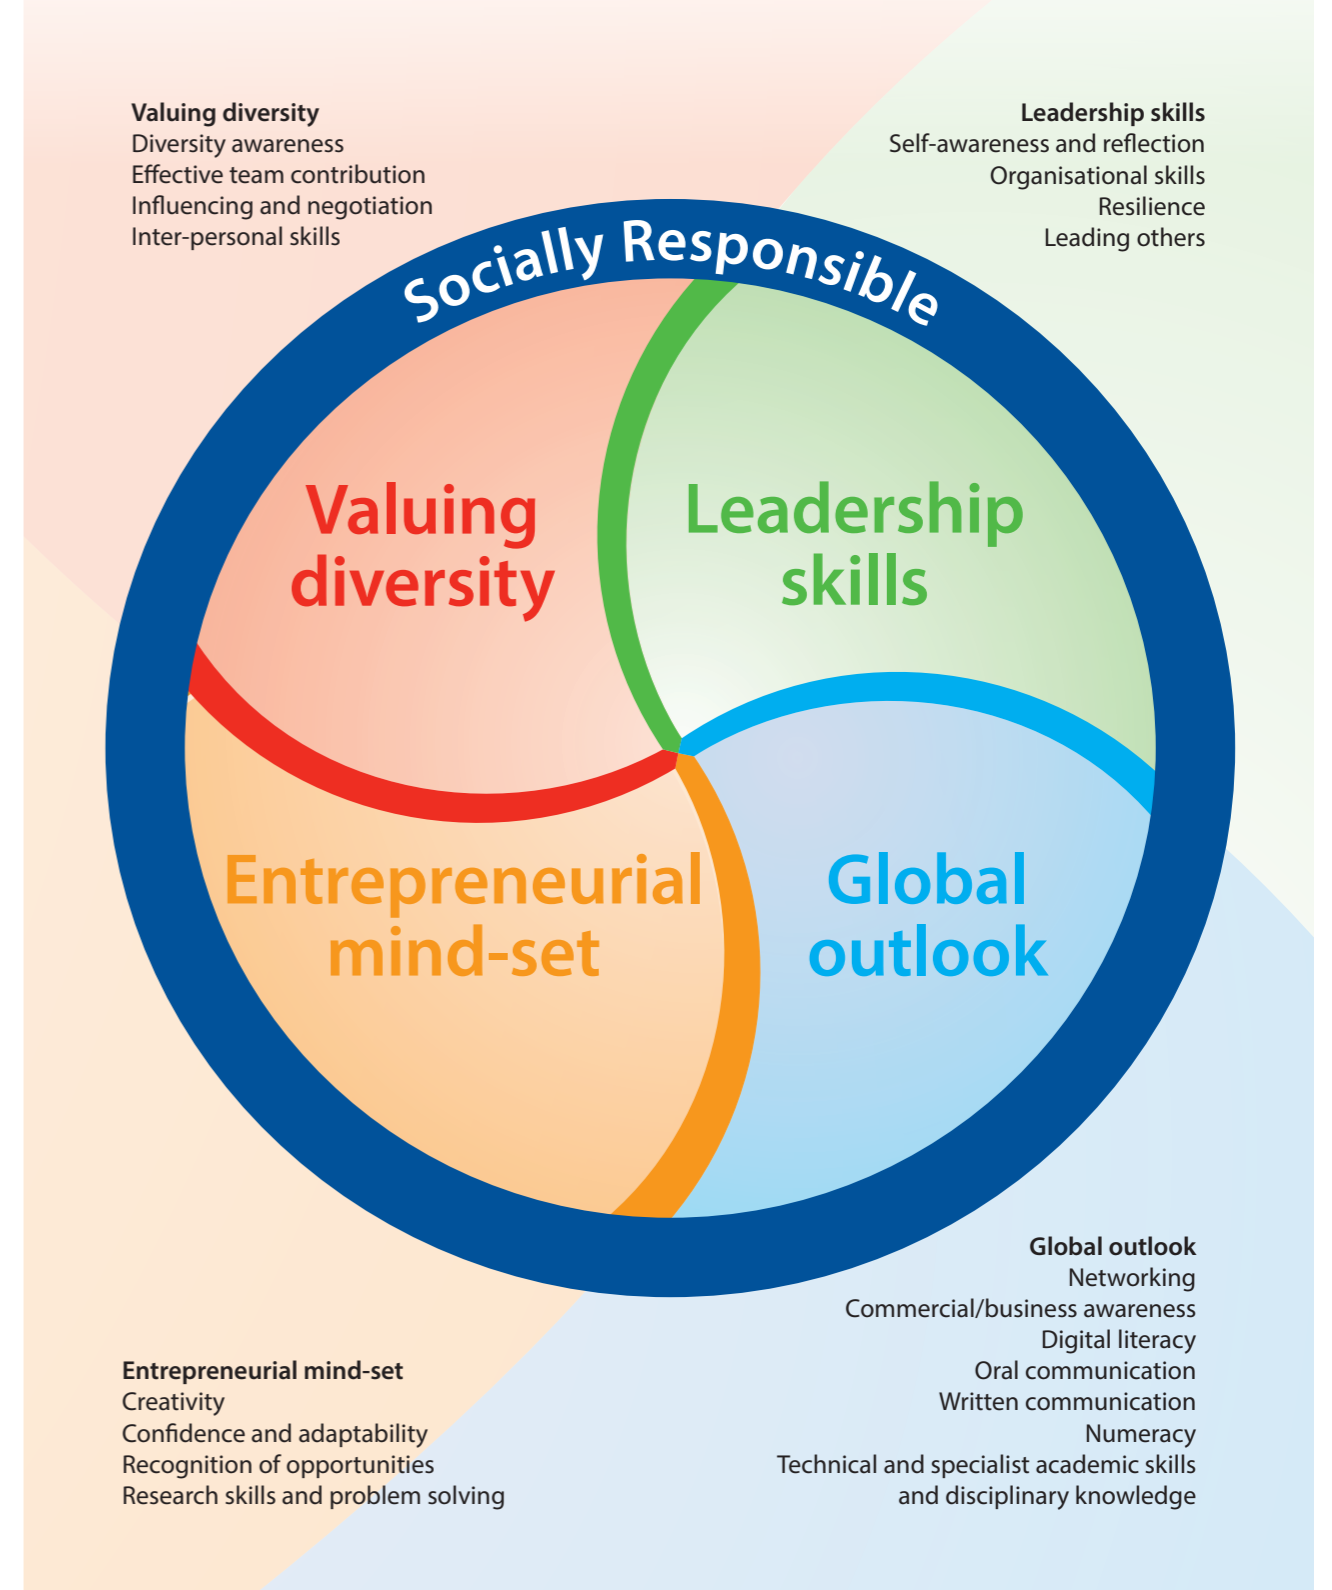 Valuing diversity
Diversity awareness
Effective team contribution
Influencing and negotiation
Inter-personal skills
Leadership skills
Self-awareness and reflection
Organisational skills
Resilience
Leading others
Socially Responsible
Valuing
diversity
Leadership
skills
Entrepreneurial
mind-set
Global
outlook
Entrepreneurial mind-set
Creativity
Confidence and adaptability
Recognition of opportunities
Research skills and problem solving
Global outlook
Networking
Commercial/business awareness
Digital literacy
Oral communication
Written communication
Numeracy
Technical and specialist academic skills
and disciplinary knowledge